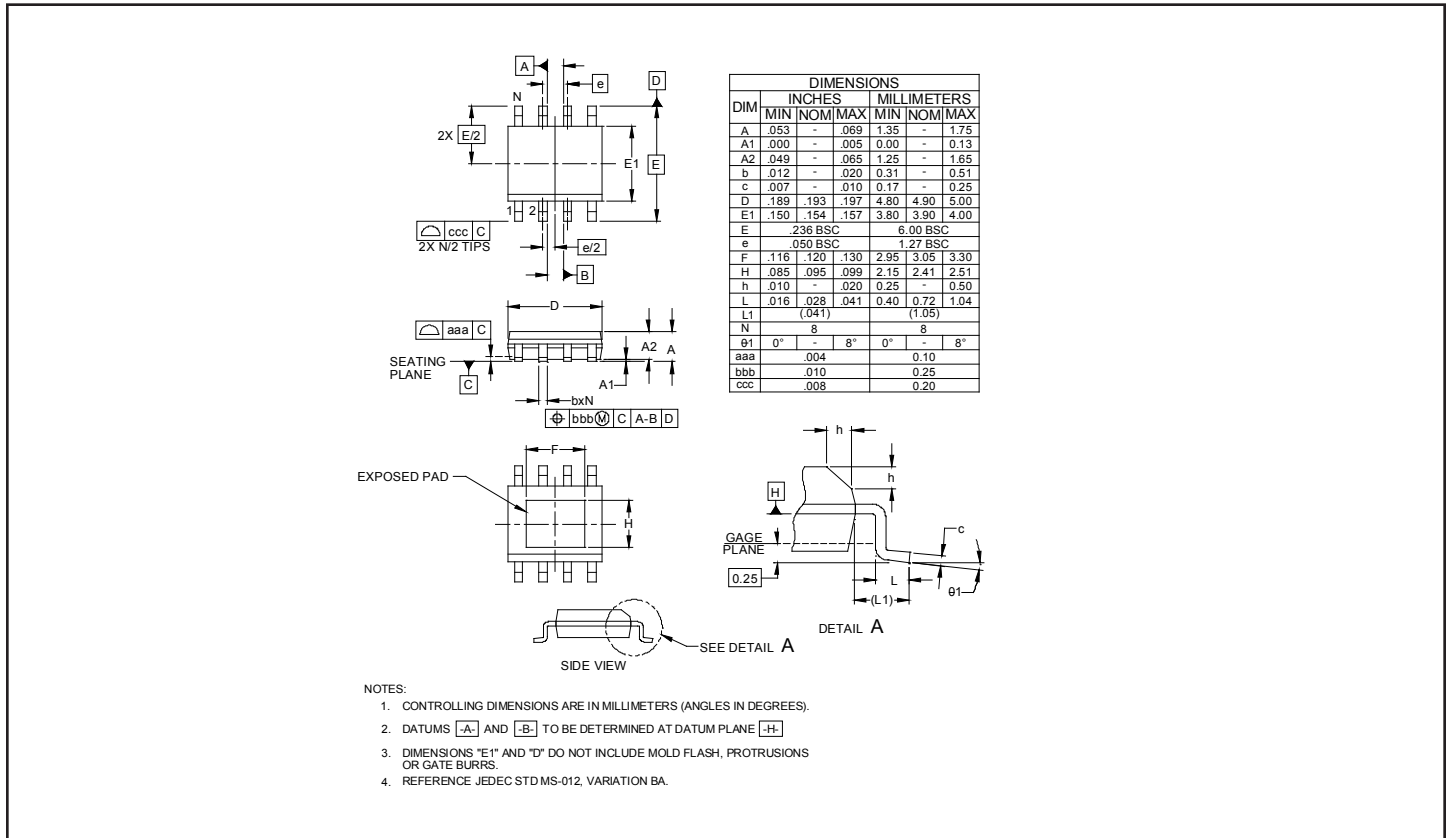 A
e
D
N
2X E/2
E1
E
1 2
⌓ ccc C
2X N/2 TIPS
e/2
B
D
⌓ aaa C
A2
A
SEATING
PLANE
C
A1
bxN
⌖ bbb Ⓜ C A-B D
F
EXPOSED PAD
H
SIDE VIEW
SEE DETAIL A
h
h
H
c
GAGE
PLANE
0.25
L
(L1)
θ1
DETAIL A
DIMENSIONS
DIM INCHES MILLIMETERS
MIN NOM MAX MIN NOM MAX
A .053 - .069 1.35 - 1.75
A1 .000 - .005 0.00 - 0.13
A2 .049 - .065 1.25 - 1.65
b .012 - .020 0.31 - 0.51
c .007 - .010 0.17 - 0.25
D .189 .193 .197 4.80 4.90 5.00
E1 .150 .154 .157 3.80 3.90 4.00
E .236 BSC 6.00 BSC
e .050 BSC 1.27 BSC
F .116 .120 .130 2.95 3.05 3.30
H .085 .095 .099 2.15 2.41 2.51
h .010 - .020 0.25 - 0.50
L .016 .028 .041 0.40 0.72 1.04
L1 (.041) (1.05)
N 8 8
θ1 0° - 8° 0° - 8°
aaa .004 0.10
bbb .010 0.25
ccc .008 0.20
NOTES:
1. CONTROLLING DIMENSIONS ARE IN MILLIMETERS (ANGLES IN DEGREES).
2. DATUMS -A- AND -B- TO BE DETERMINED AT DATUM PLANE -H-
3. DIMENSIONS "E1" AND "D" DO NOT INCLUDE MOLD FLASH, PROTRUSIONS
OR GATE BURRS.
4. REFERENCE JEDEC STD MS-012, VARIATION BA.